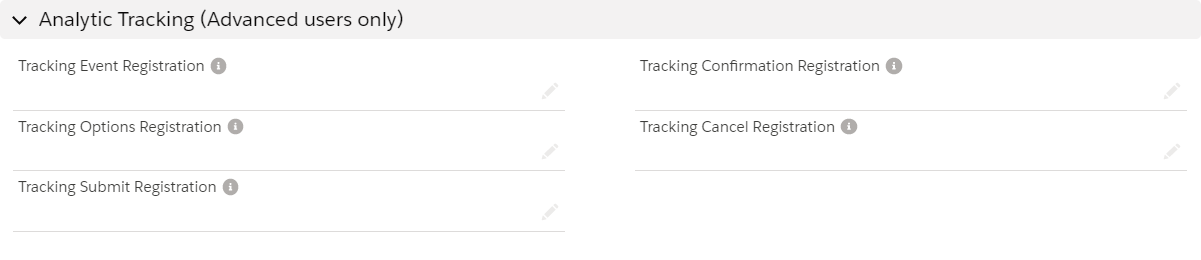 Analytic Tracking (Advanced users only)
Tracking Event Registration
Tracking Confirmation Registration
Tracking Options Registration
Tracking Cancel Registration
Tracking Submit Registration